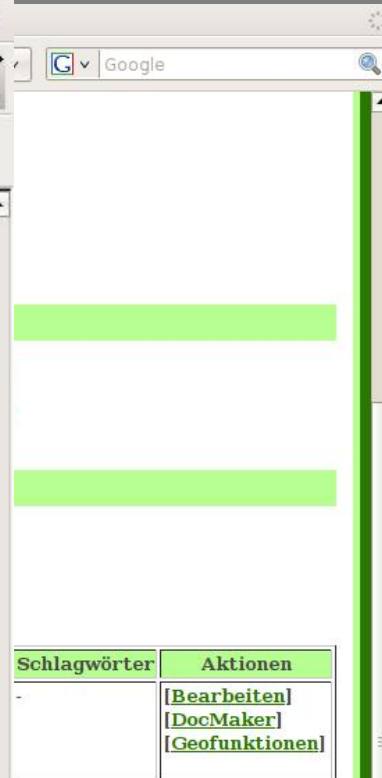 G Google
Schlagwörter Aktionen
- [Bearbeiten]
[DocMaker]
[Geofunktionen]